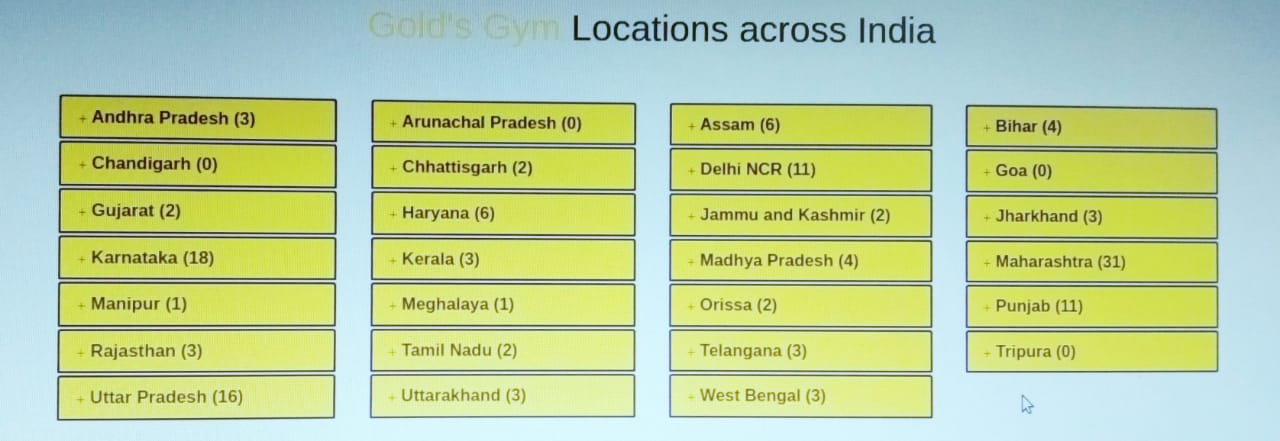 Gold's Gym Locations across India
+ Andhra Pradesh (3)
+ Arunachal Pradesh (0)
+ Assam (6)
+ Bihar (4)
+ Chandigarh (0)
+ Chhattisgarh (2)
+ Delhi NCR (11)
+ Goa (0)
+ Gujarat (2)
+ Haryana (6)
+ Jammu and Kashmir (2)
+ Jharkhand (3)
+ Karnataka (18)
+ Kerala (3)
+ Madhya Pradesh (4)
+ Maharashtra (31)
+ Manipur (1)
+ Meghalaya (1)
+ Orissa (2)
+ Punjab (11)
+ Rajasthan (3)
+ Tamil Nadu (2)
+ Telangana (3)
+ Tripura (0)
+ Uttar Pradesh (16)
+ Uttarakhand (3)
+ West Bengal (3)